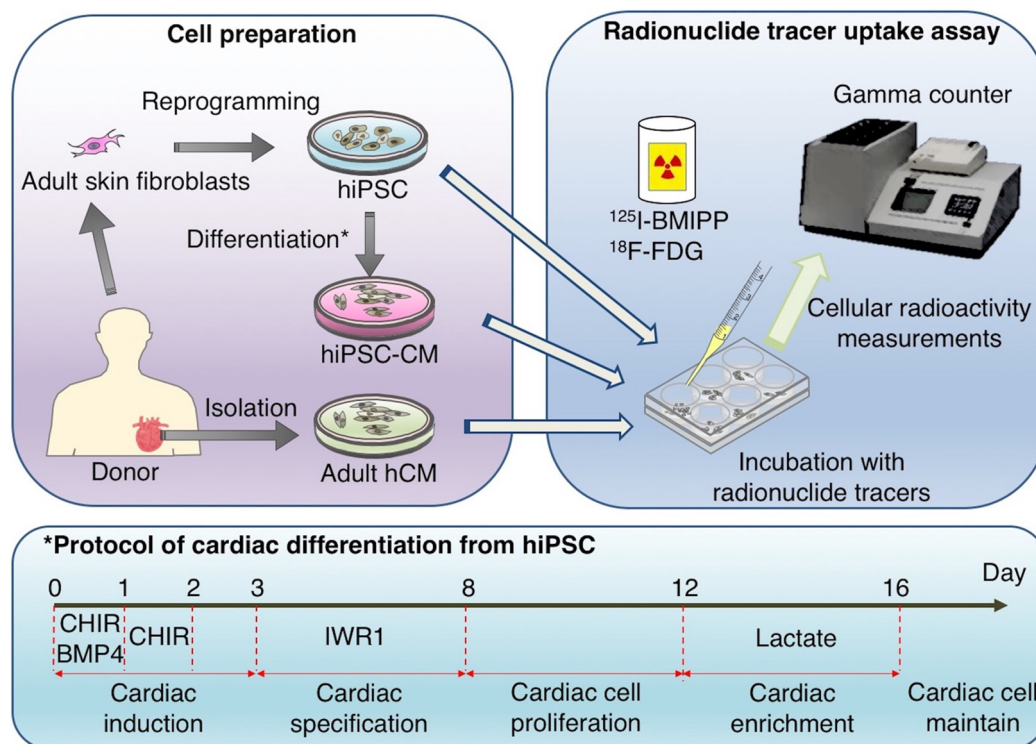 Cell preparation
Reprogramming
Adult skin fibroblasts
hiPSC
Differentiation*
hiPSC-CM
Isolation
Donor
Adult hCM
Radionuclide tracer uptake assay
Gamma counter
¹²⁵I-BMIPP
¹⁸F-FDG
Cellular radioactivity
measurements
Incubation with
radionuclide tracers
*Protocol of cardiac differentiation from hiPSC
0 1 2 3 8 12 16 Day
CHIR
BMP4
CHIR
IWR1
Lactate
Cardiac
induction
Cardiac
specification
Cardiac cell
proliferation
Cardiac
enrichment
Cardiac cell
maintain